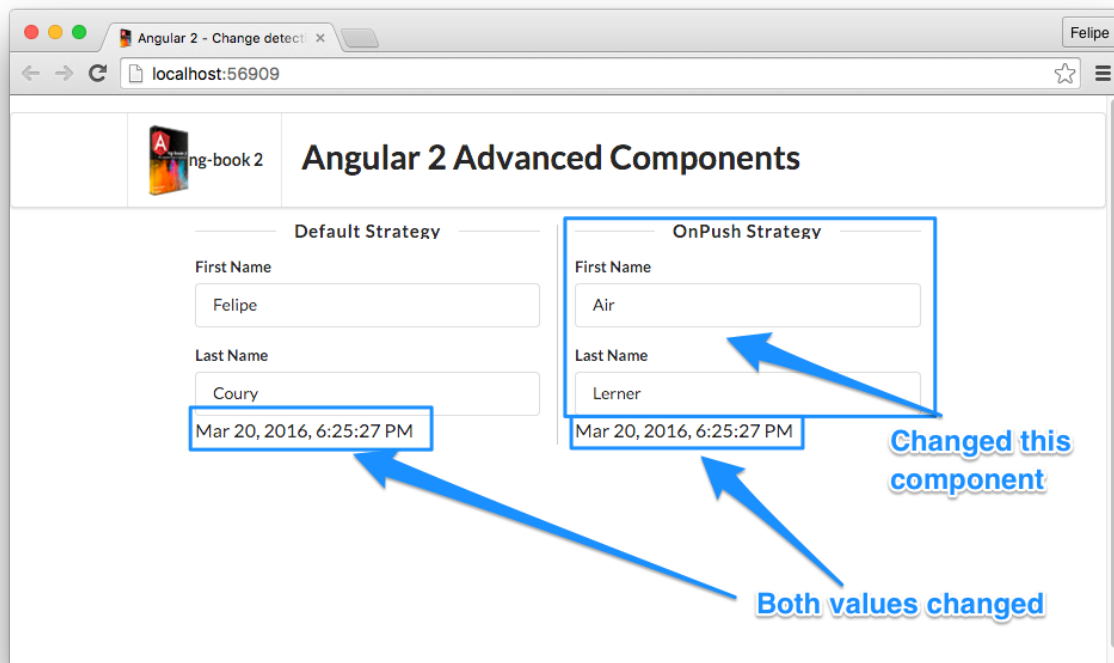 Angular 2 - Change detecti
Felipe
localhost:56909
ng-book 2
Angular 2 Advanced Components
Default Strategy
First Name
Felipe
Last Name
Coury
Mar 20, 2016, 6:25:27 PM
OnPush Strategy
First Name
Air
Last Name
Lerner
Mar 20, 2016, 6:25:27 PM
Changed this
component
Both values changed